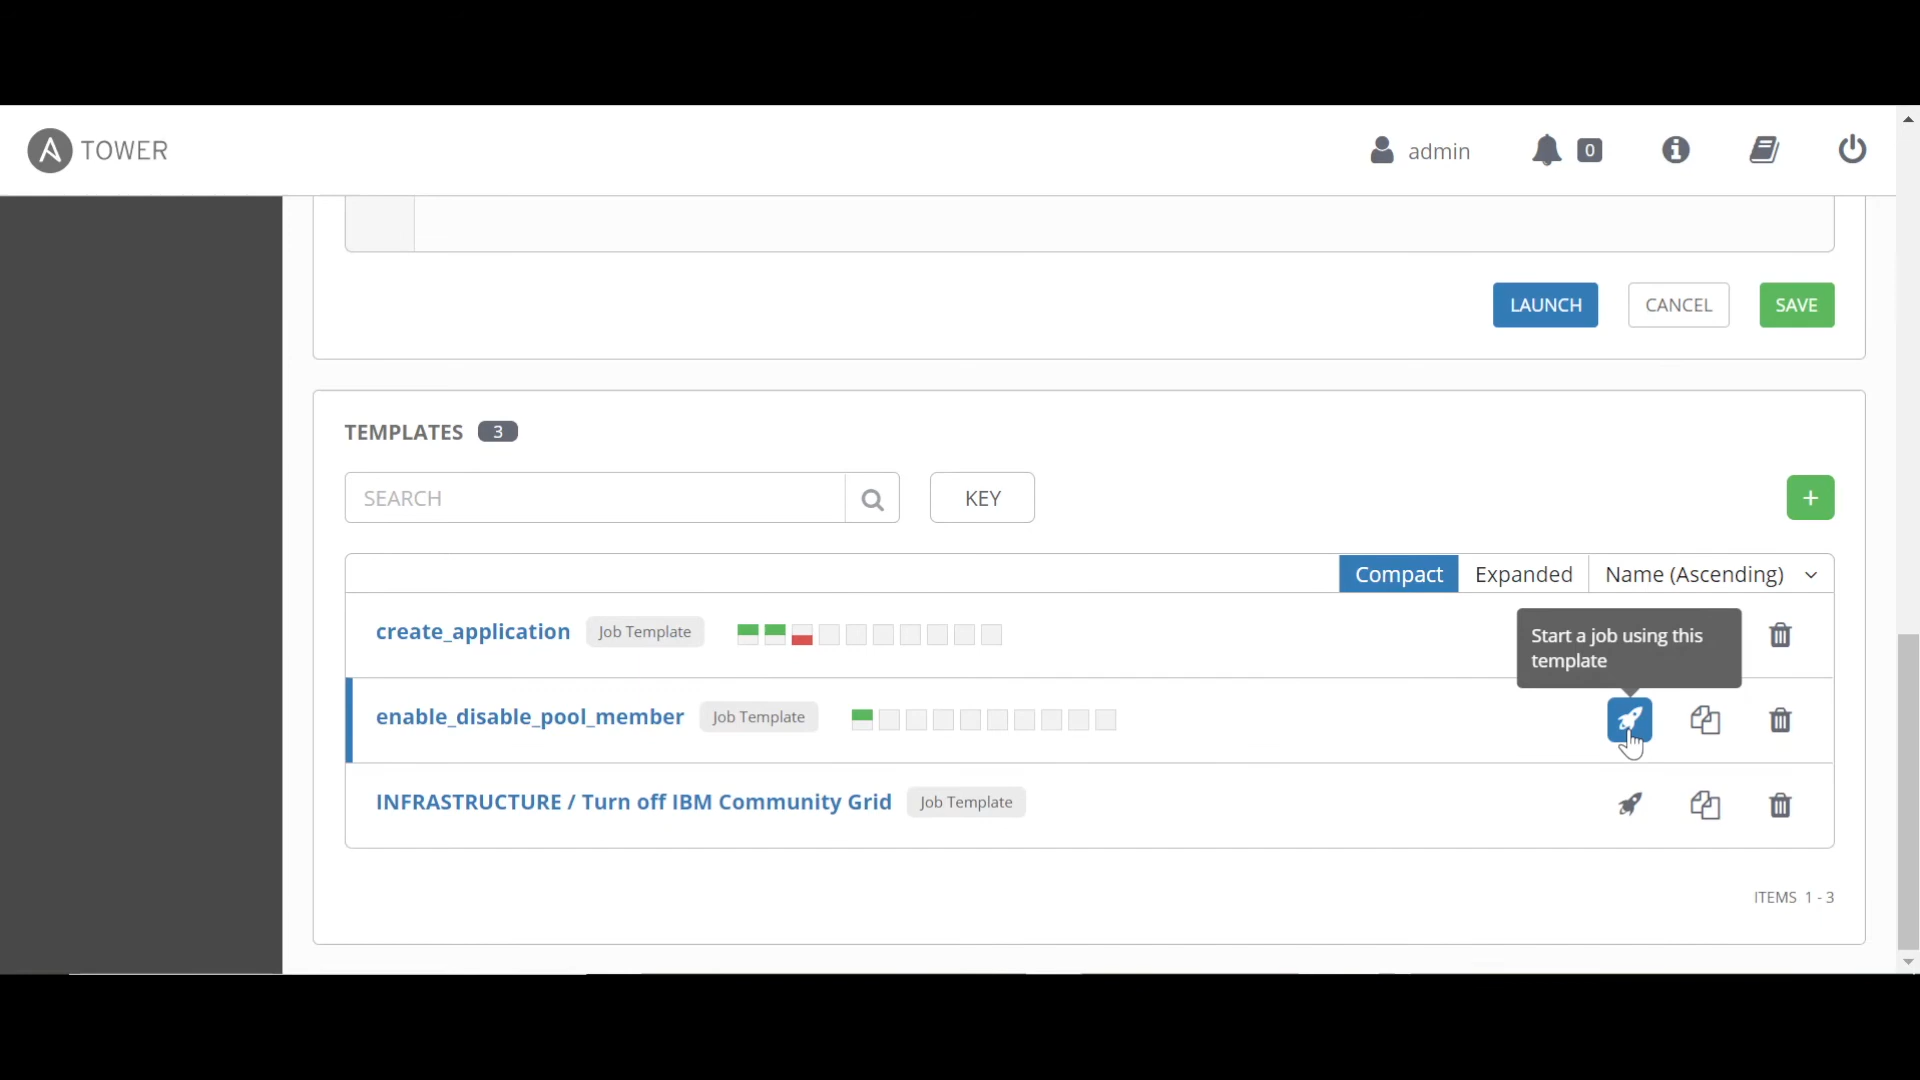 TOWER
admin
0
LAUNCH
CANCEL
SAVE
TEMPLATES 3
SEARCH
KEY
+
Compact
Expanded
Name (Ascending)
create_application Job Template
Start a job using this
template
enable_disable_pool_member Job Template
INFRASTRUCTURE / Turn off IBM Community Grid Job Template
ITEMS 1 - 3